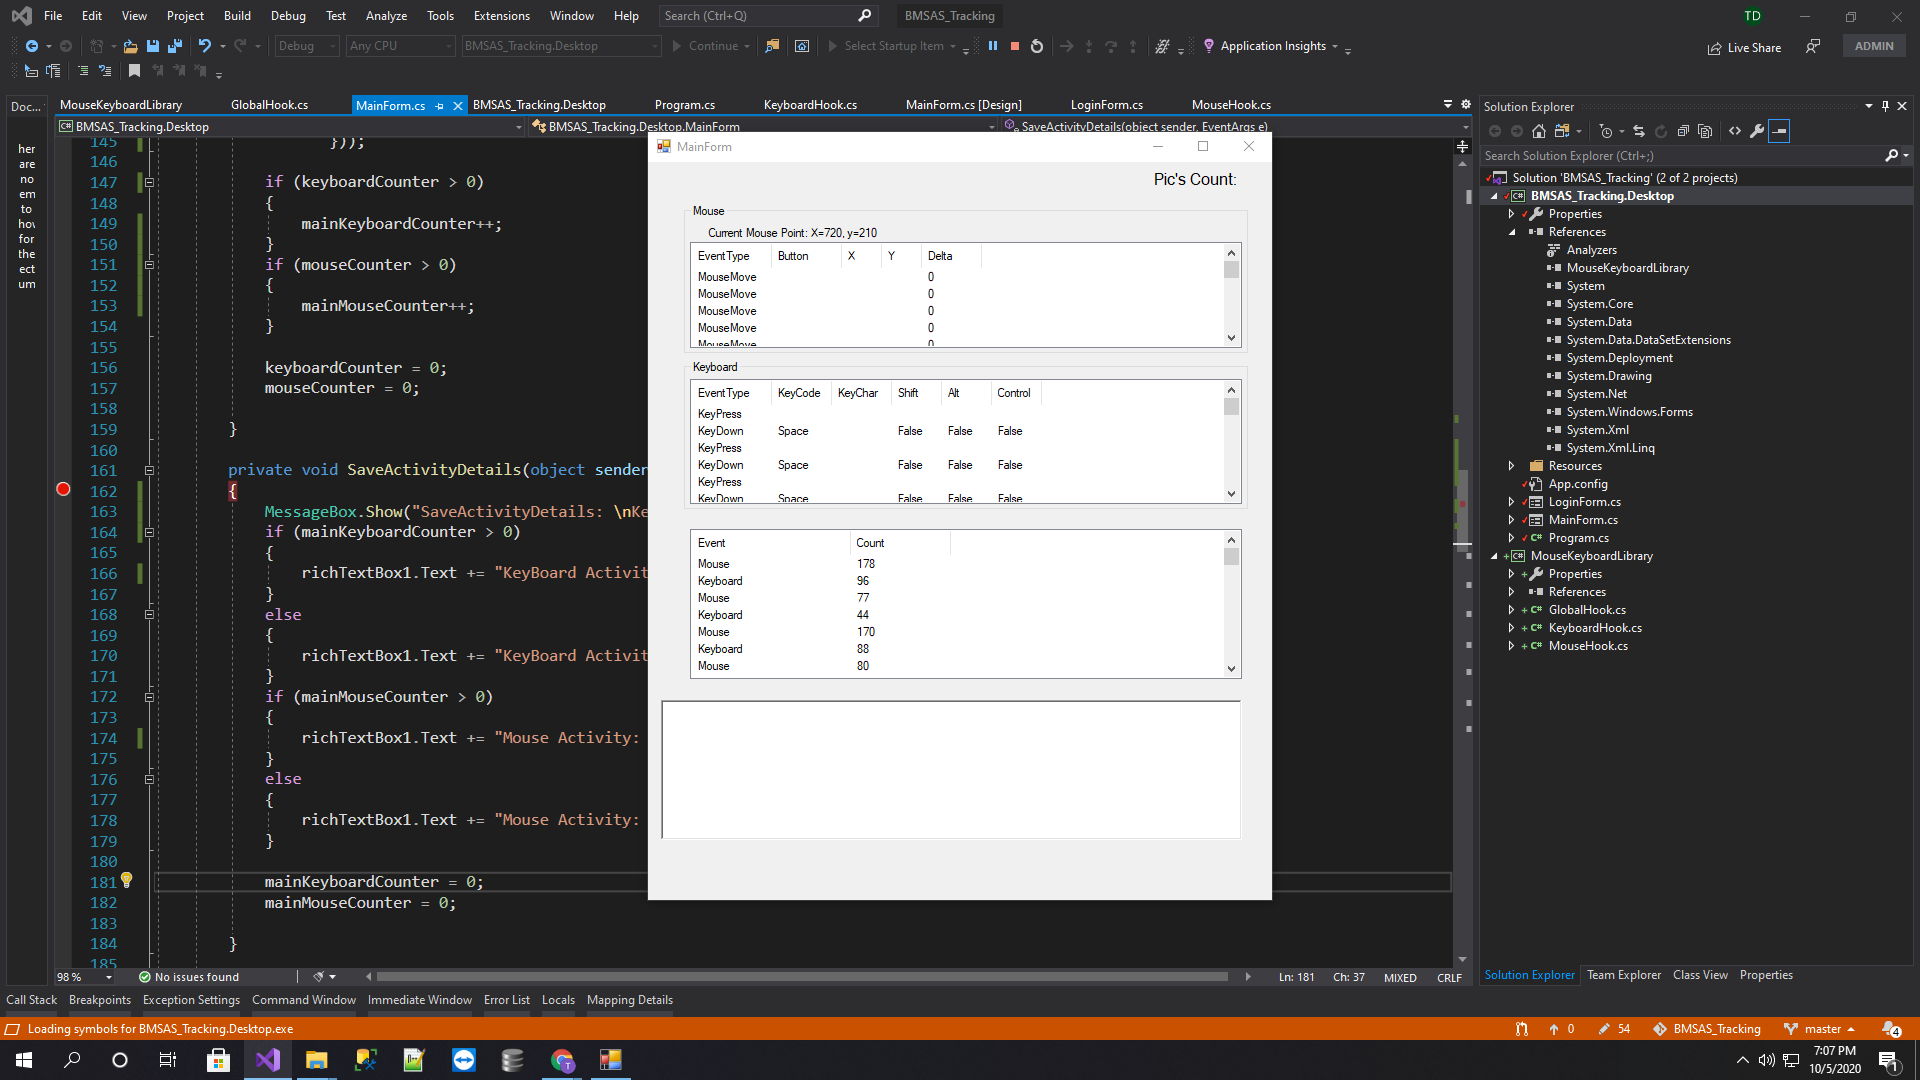 File Edit View Project Build Debug Test Analyze Tools Extensions Window Help Search (Ctrl+Q) BMSAS_Tracking TD
Debug Any CPU BMSAS_Tracking.Desktop Continue Select Startup Item Application Insights Live Share ADMIN
Doc... MouseKeyboardLibrary GlobalHook.cs MainForm.cs BMSAS_Tracking.Desktop Program.cs KeyboardHook.cs MainForm.cs [Design] LoginForm.cs MouseHook.cs
BMSAS_Tracking.Desktop BMSAS_Tracking.Desktop.MainForm SaveActivityDetails(object sender, EventArgs e)
her
are
no
em
to
hov
for
the
ect
um
145 }));
146
147 if (keyboardCounter > 0)
148 {
149 mainKeyboardCounter++;
150 }
151 if (mouseCounter > 0)
152 {
153 mainMouseCounter++;
154 }
155
156 keyboardCounter = 0;
157 mouseCounter = 0;
158
159 }
160
161 private void SaveActivityDetails(object sender
162 {
163 MessageBox.Show("SaveActivityDetails: \nKe
164 if (mainKeyboardCounter > 0)
165 {
166 richTextBox1.Text += "KeyBoard Activit
167 }
168 else
169 {
170 richTextBox1.Text += "KeyBoard Activit
171 }
172 if (mainMouseCounter > 0)
173 {
174 richTextBox1.Text += "Mouse Activity:
175 }
176 else
177 {
178 richTextBox1.Text += "Mouse Activity:
179 }
180
181 mainKeyboardCounter = 0;
182 mainMouseCounter = 0;
183
184 }
185
MainForm
Pic's Count:
Mouse
Current Mouse Point: X=720, y=210
EventType Button X Y Delta
MouseMove 0
MouseMove 0
MouseMove 0
MouseMove 0
MouseMove 0
Keyboard
EventType KeyCode KeyChar Shift Alt Control
KeyPress
KeyDown Space False False False
KeyPress
KeyDown Space False False False
KeyPress
KeyDown Space False False False
Event Count
Mouse 178
Keyboard 96
Mouse 77
Keyboard 44
Mouse 170
Keyboard 88
Mouse 80
Solution Explorer
Search Solution Explorer (Ctrl+;)
Solution 'BMSAS_Tracking' (2 of 2 projects)
BMSAS_Tracking.Desktop
Properties
References
Analyzers
MouseKeyboardLibrary
System
System.Core
System.Data
System.Data.DataSetExtensions
System.Deployment
System.Drawing
System.Net
System.Windows.Forms
System.Xml
System.Xml.Linq
Resources
App.config
LoginForm.cs
MainForm.cs
Program.cs
MouseKeyboardLibrary
Properties
References
GlobalHook.cs
KeyboardHook.cs
MouseHook.cs
98 % No issues found Ln: 181 Ch: 37 MIXED CRLF
Solution Explorer Team Explorer Class View Properties
Call Stack Breakpoints Exception Settings Command Window Immediate Window Error List Locals Mapping Details
Loading symbols for BMSAS_Tracking.Desktop.exe 0 54 BMSAS_Tracking master 4
7:07 PM
10/5/2020
1